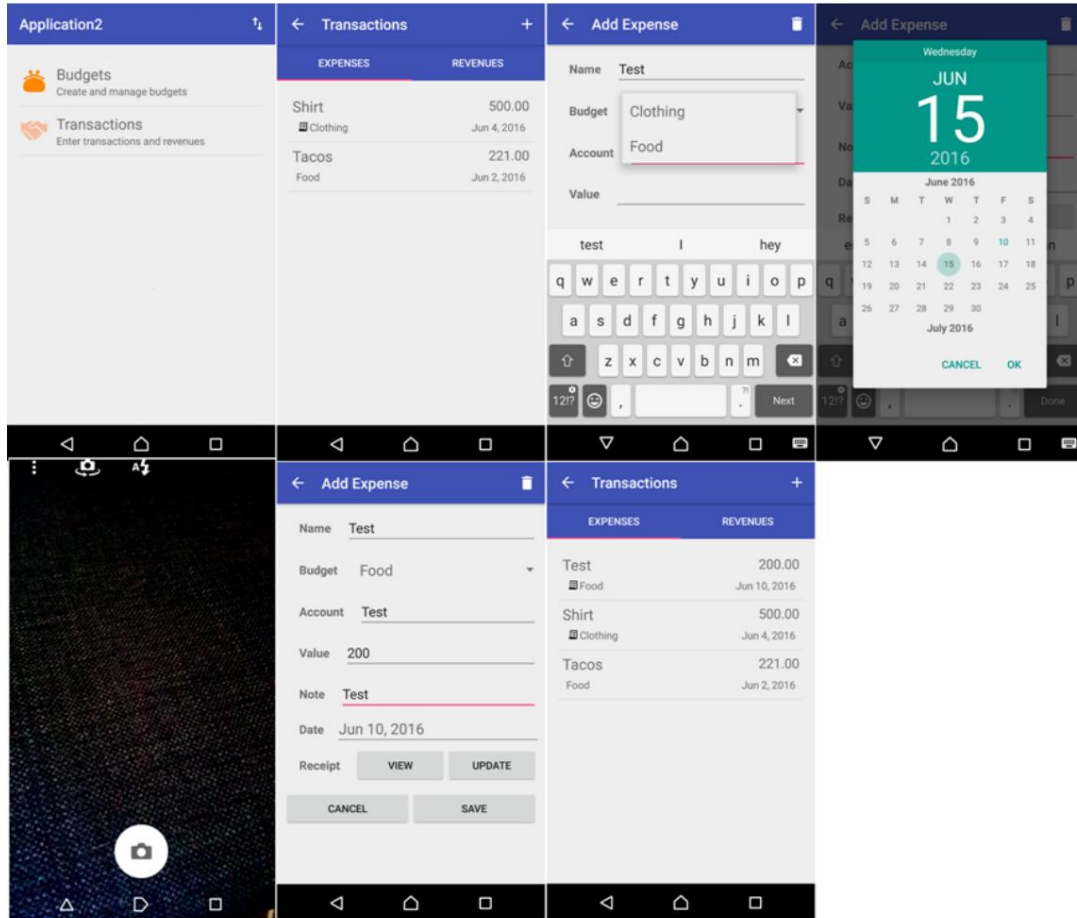 Application2
Budgets
Create and manage budgets
Transactions
Enter transactions and revenues
Transactions
EXPENSES REVENUES
Shirt 500.00
Clothing Jun 4, 2016
Tacos 221.00
Food Jun 2, 2016
Add Expense
Name Test
Budget Clothing
Food
Account
Value
test I hey
q w e r t y u i o p
a s d f g h j k l
z x c v b n m
12!? , . Next
Add Expense
Wednesday
JUN
15
2016
June 2016
S M T W T F S
1 2 3 4
5 6 7 8 9 10 11
12 13 14 15 16 17 18
19 20 21 22 23 24 25
26 27 28 29 30
July 2016
CANCEL OK
12!? , . Done
A
Add Expense
Name Test
Budget Food
Account Test
Value 200
Note Test
Date Jun 10, 2016
Receipt VIEW UPDATE
CANCEL SAVE
Transactions
EXPENSES REVENUES
Test 200.00
Food Jun 10, 2016
Shirt 500.00
Clothing Jun 4, 2016
Tacos 221.00
Food Jun 2, 2016